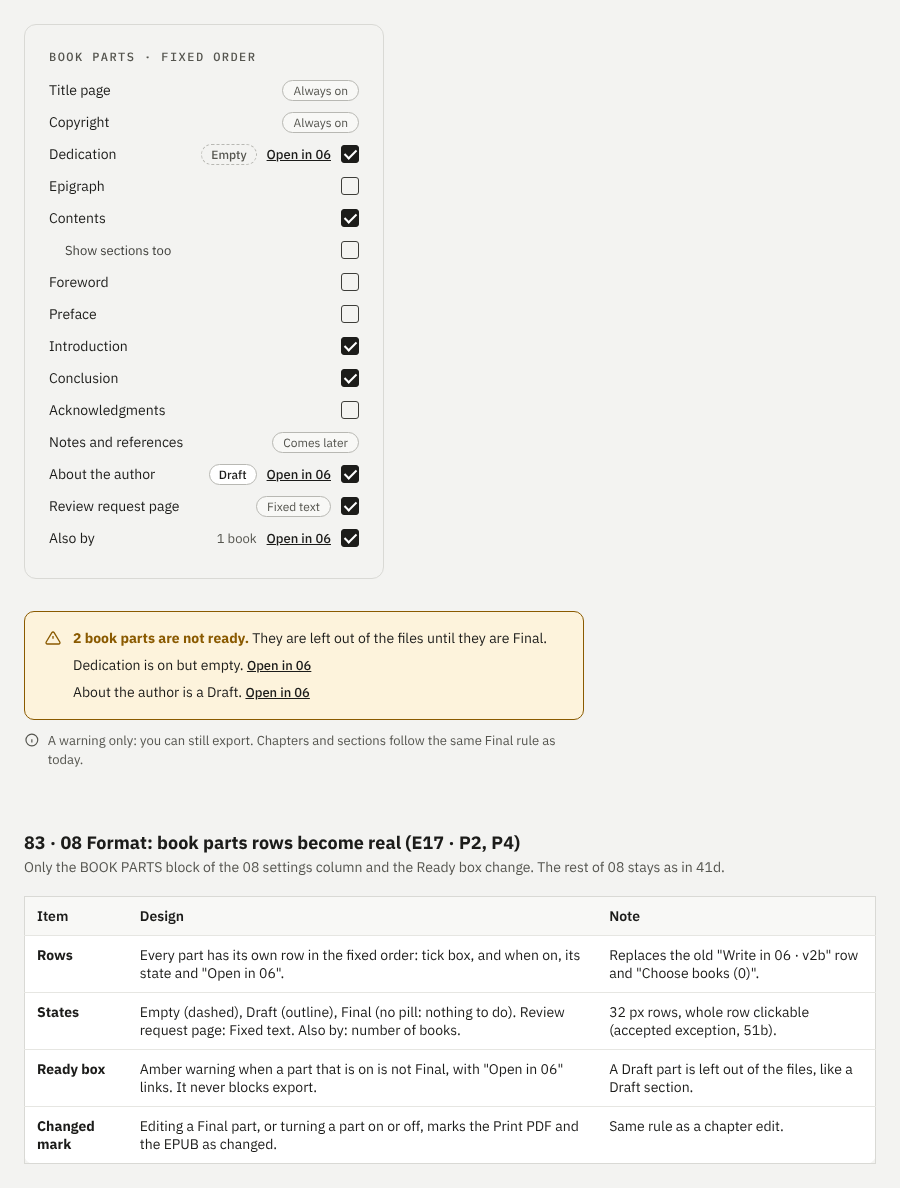 BOOK PARTS · FIXED ORDER
Title page Always on
Copyright Always on
Dedication Empty Open in 06
Epigraph
Contents
Show sections too
Foreword
Preface
Introduction
Conclusion
Acknowledgments
Notes and references Comes later
About the author Draft Open in 06
Review request page Fixed text
Also by 1 book Open in 06
2 book parts are not ready. They are left out of the files until they are Final.
Dedication is on but empty. Open in 06
About the author is a Draft. Open in 06
A warning only: you can still export. Chapters and sections follow the same Final rule as
today.
83 · 08 Format: book parts rows become real (E17 · P2, P4)
Only the BOOK PARTS block of the 08 settings column and the Ready box change. The rest of 08 stays as in 41d.
Item Design Note
Rows
Every part has its own row in the fixed order: tick box, and when on, its
state and "Open in 06".
Replaces the old "Write in 06 · v2b" row
and "Choose books (0)".
States
Empty (dashed), Draft (outline), Final (no pill: nothing to do). Review
request page: Fixed text. Also by: number of books.
32 px rows, whole row clickable
(accepted exception, 51b).
Ready box
Amber warning when a part that is on is not Final, with "Open in 06"
links. It never blocks export.
A Draft part is left out of the files, like a
Draft section.
Changed
mark
Editing a Final part, or turning a part on or off, marks the Print PDF and
the EPUB as changed.
Same rule as a chapter edit.